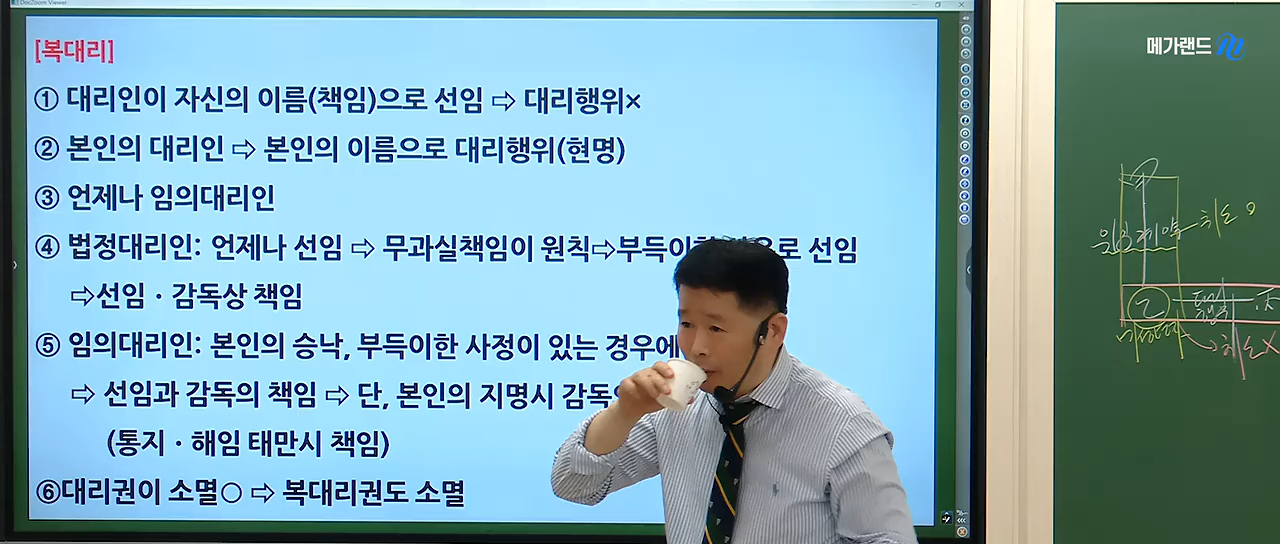 DocZoom Viewer
[복대리]
① 대리인이 자신의 이름(책임)으로 선임 ⇨ 대리행위×
② 본인의 대리인 ⇨ 본인의 이름으로 대리행위(현명)
③ 언제나 임의대리인
④ 법정대리인: 언제나 선임 ⇨ 무과실책임이 원칙⇨부득이한 로 선임
⇨선임 · 감독상 책임
⑤ 임의대리인: 본인의 승낙, 부득이한 사정이 있는 경우에
⇨ 선임과 감독의 책임 ⇨ 단, 본인의 지명시 감독
(통지 · 해임 태만시 책임)
⑥대리권이 소멸○ ⇨ 복대리권도 소멸
메가랜드
취소 o
乙
취소X